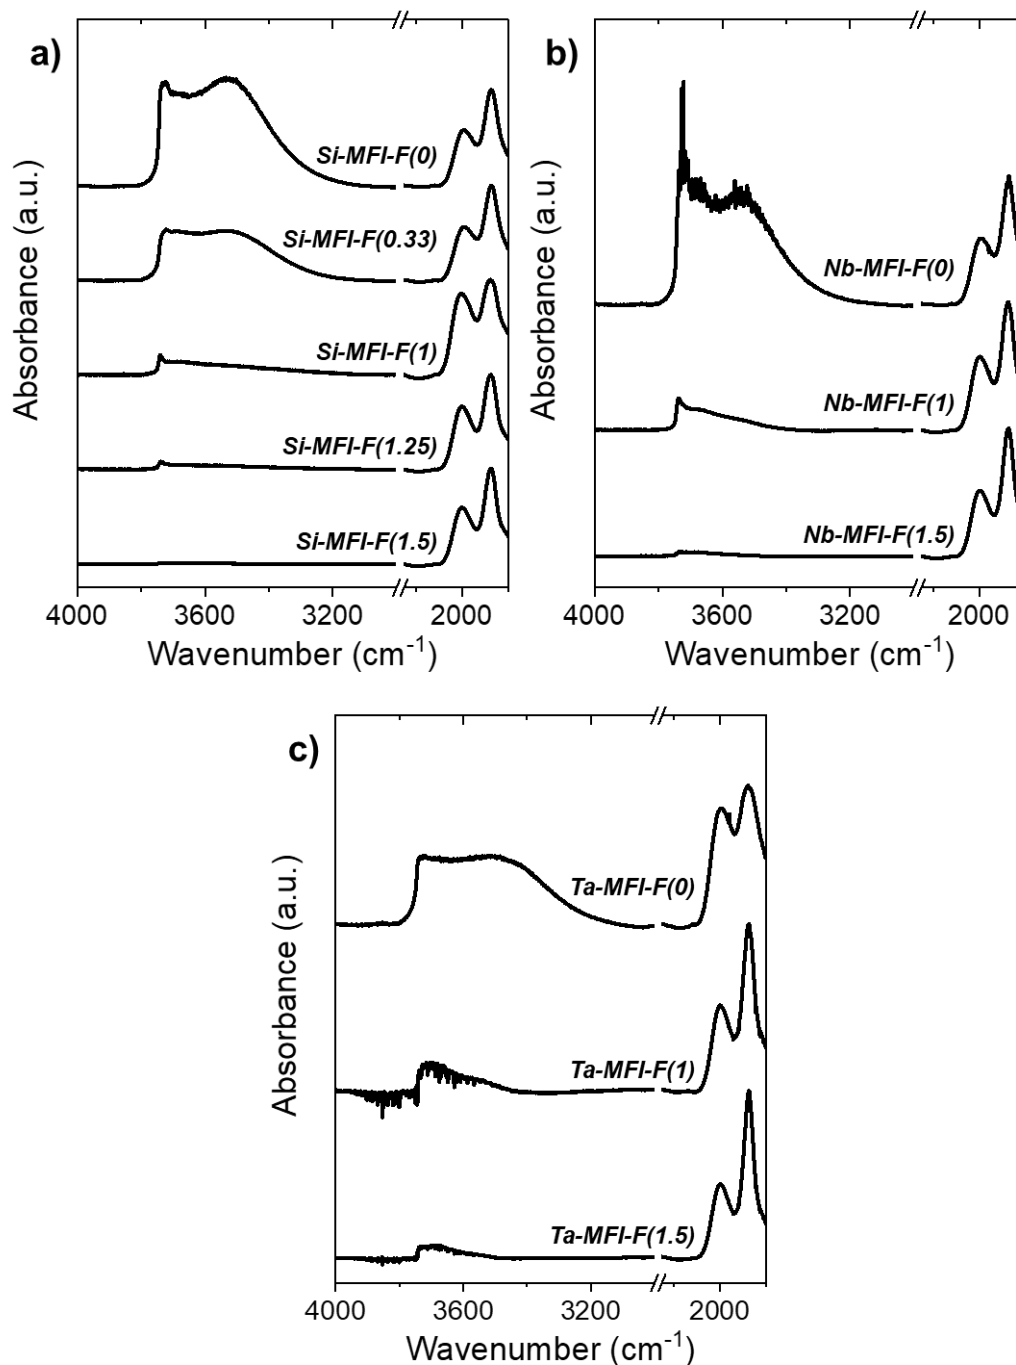 a)
Absorbance (a.u.)
Si-MFI-F(0)
Si-MFI-F(0.33)
Si-MFI-F(1)
Si-MFI-F(1.25)
Si-MFI-F(1.5)
4000 3600 3200 2000
Wavenumber (cm⁻¹)
b)
Absorbance (a.u.)
Nb-MFI-F(0)
Nb-MFI-F(1)
Nb-MFI-F(1.5)
4000 3600 3200 2000
Wavenumber (cm⁻¹)
c)
Absorbance (a.u.)
Ta-MFI-F(0)
Ta-MFI-F(1)
Ta-MFI-F(1.5)
4000 3600 3200 2000
Wavenumber (cm⁻¹)